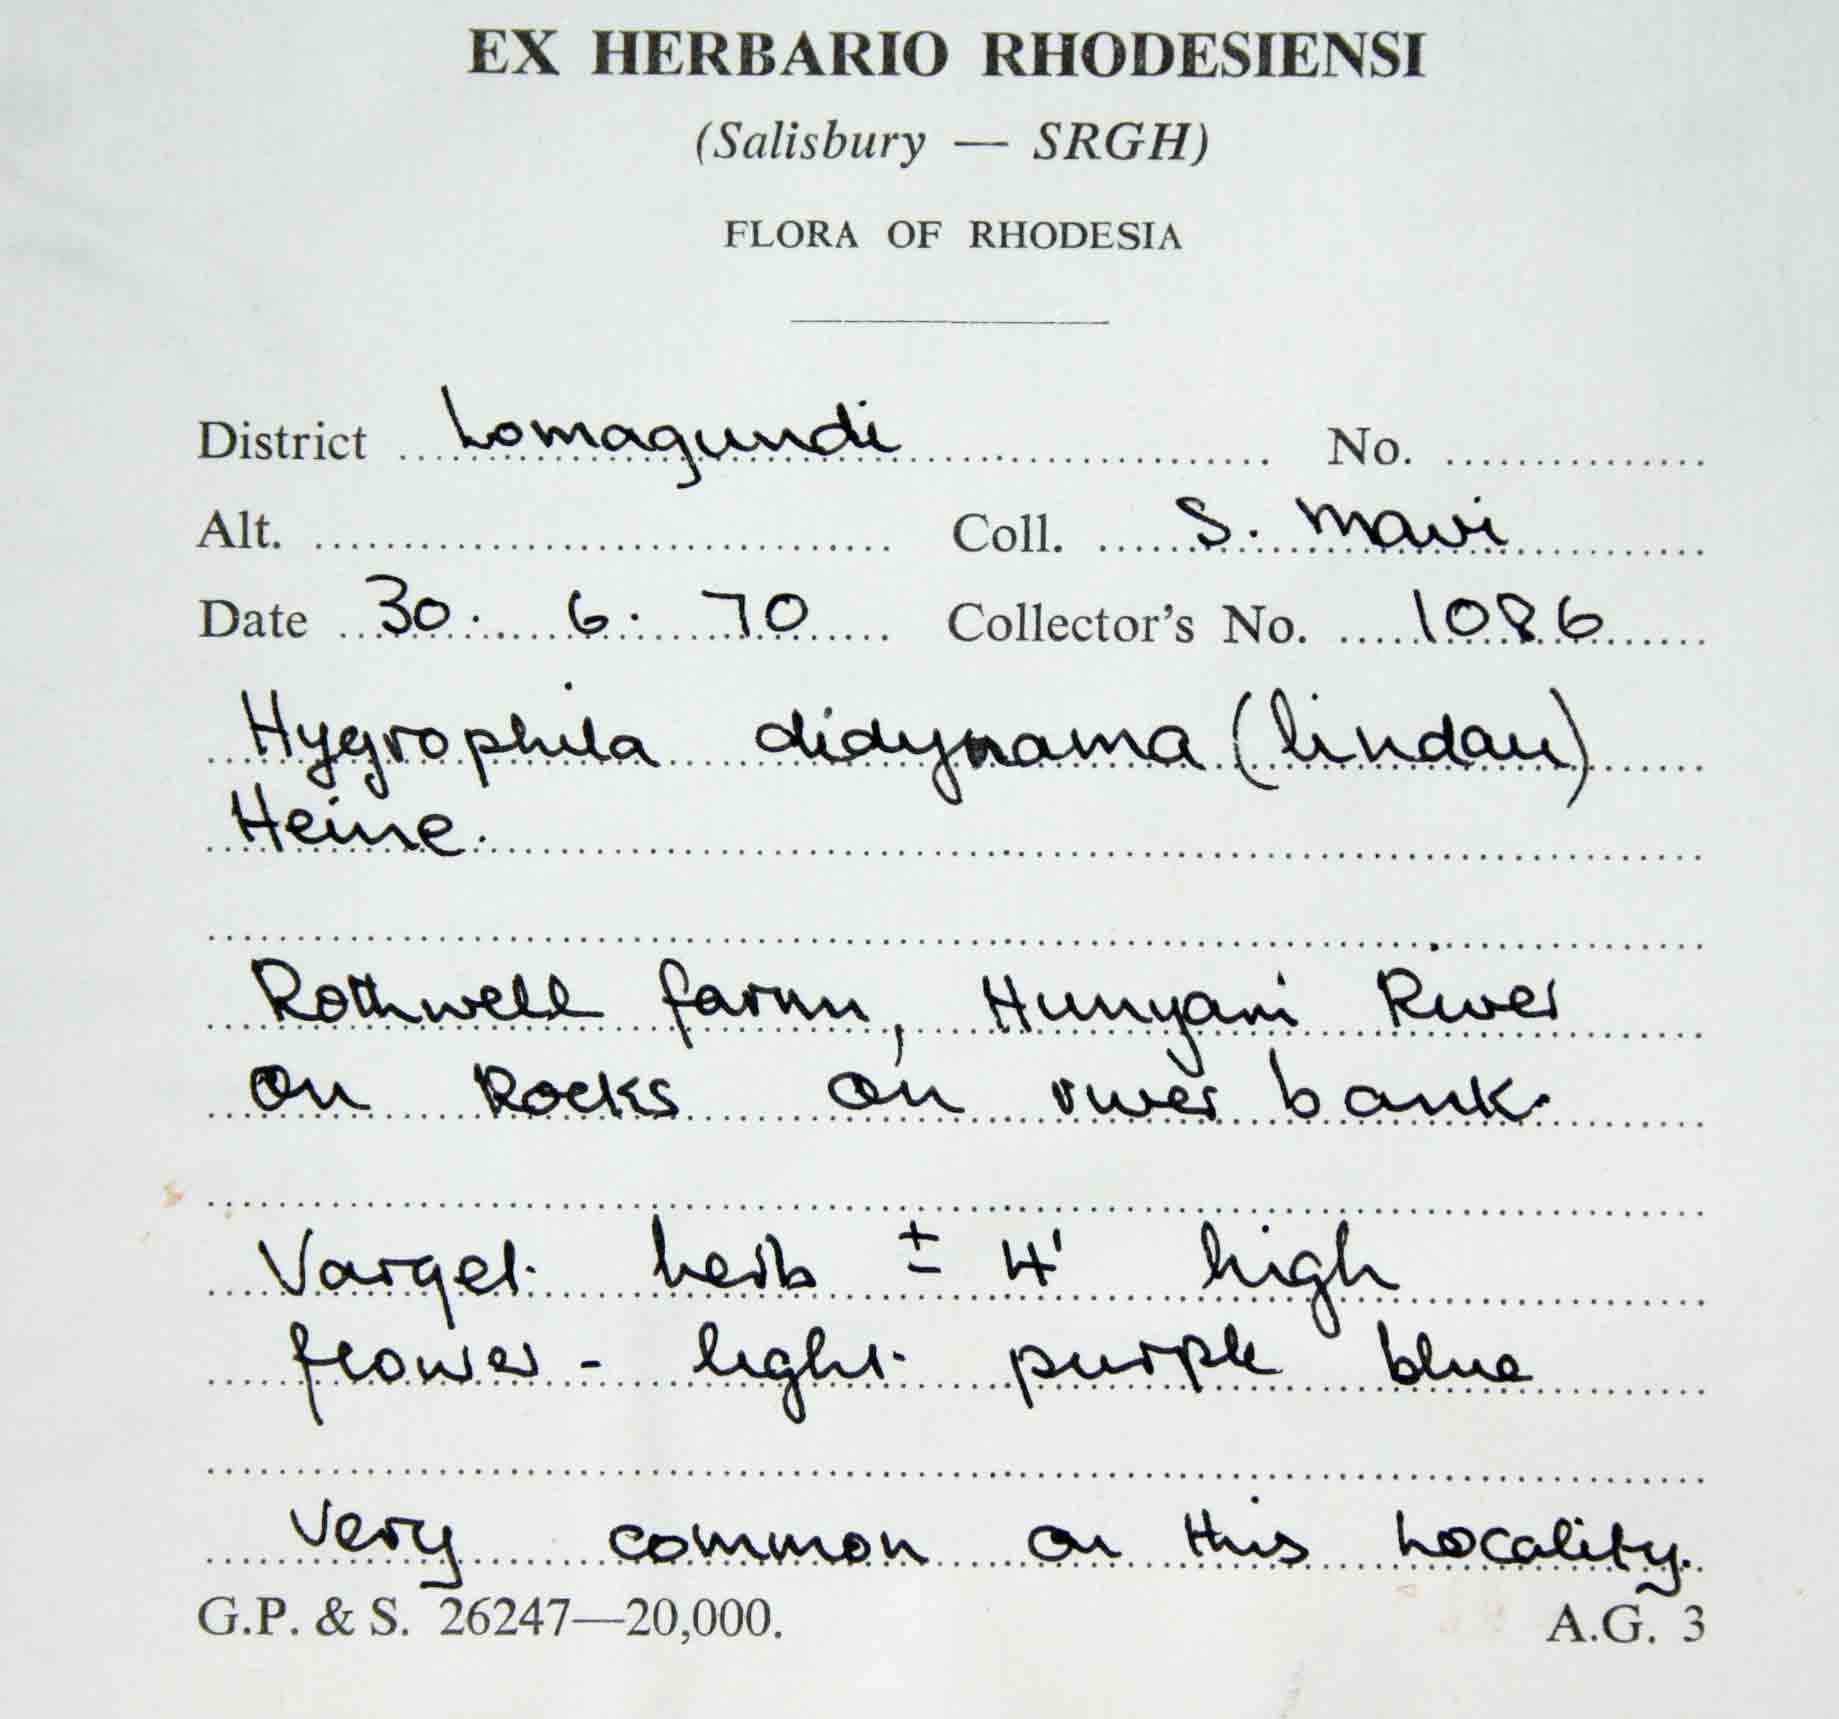 EX HERBARIO RHODESIENSI
(Salisbury — SRGH)
FLORA OF RHODESIA
District Lomagundi No.
Alt. Coll. S. Mavi
Date 30. 6. 70 Collector's No. 1086
Hygrophila didynama (lindau)
Heine.
Rothwell farm, Hunyani River
on Rocks on river bank.
Varget herb ± 4' high
flower - light purple blue
Very common on this Locality.
G.P. & S. 26247—20,000. A.G. 3